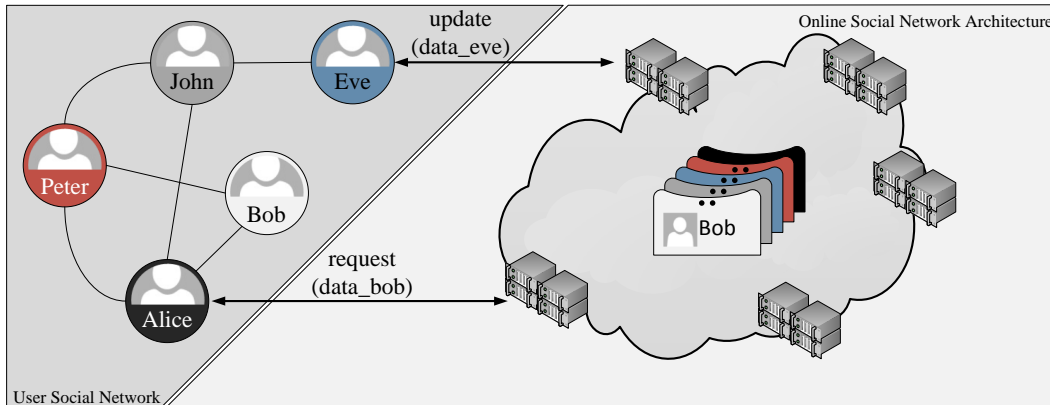 update
(data_eve)
Online Social Network Architecture
John
Eve
Peter
Bob
Bob
request
(data_bob)
Alice
User Social Network